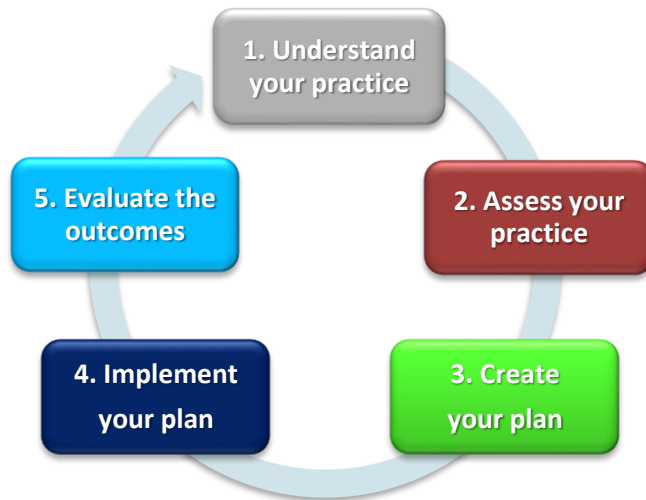 1. Understand
your practice
2. Assess your
practice
3. Create
your plan
4. Implement
your plan
5. Evaluate the
outcomes